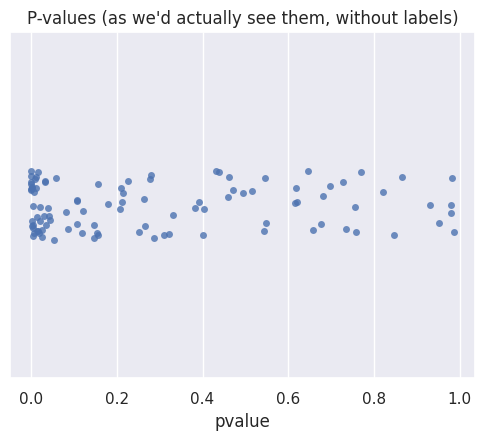 P-values (as we'd actually see them, without labels)
0.0 0.2 0.4 0.6 0.8 1.0
pvalue